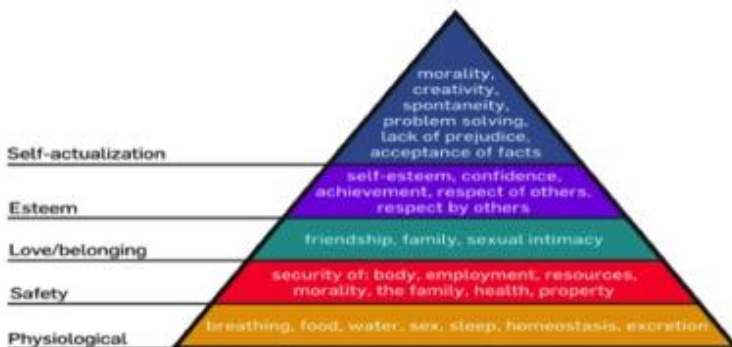 morality,
creativity,
spontaneity,
problem solving,
lack of prejudice,
acceptance of facts
Self-actualization
self-esteem, confidence,
achievement, respect of others,
respect by others
Esteem
friendship, family, sexual intimacy
Love/belonging
security of: body, employment, resources,
morality, the family, health, property
Safety
breathing, food, water, sex, sleep, homeostasis, excretion
Physiological